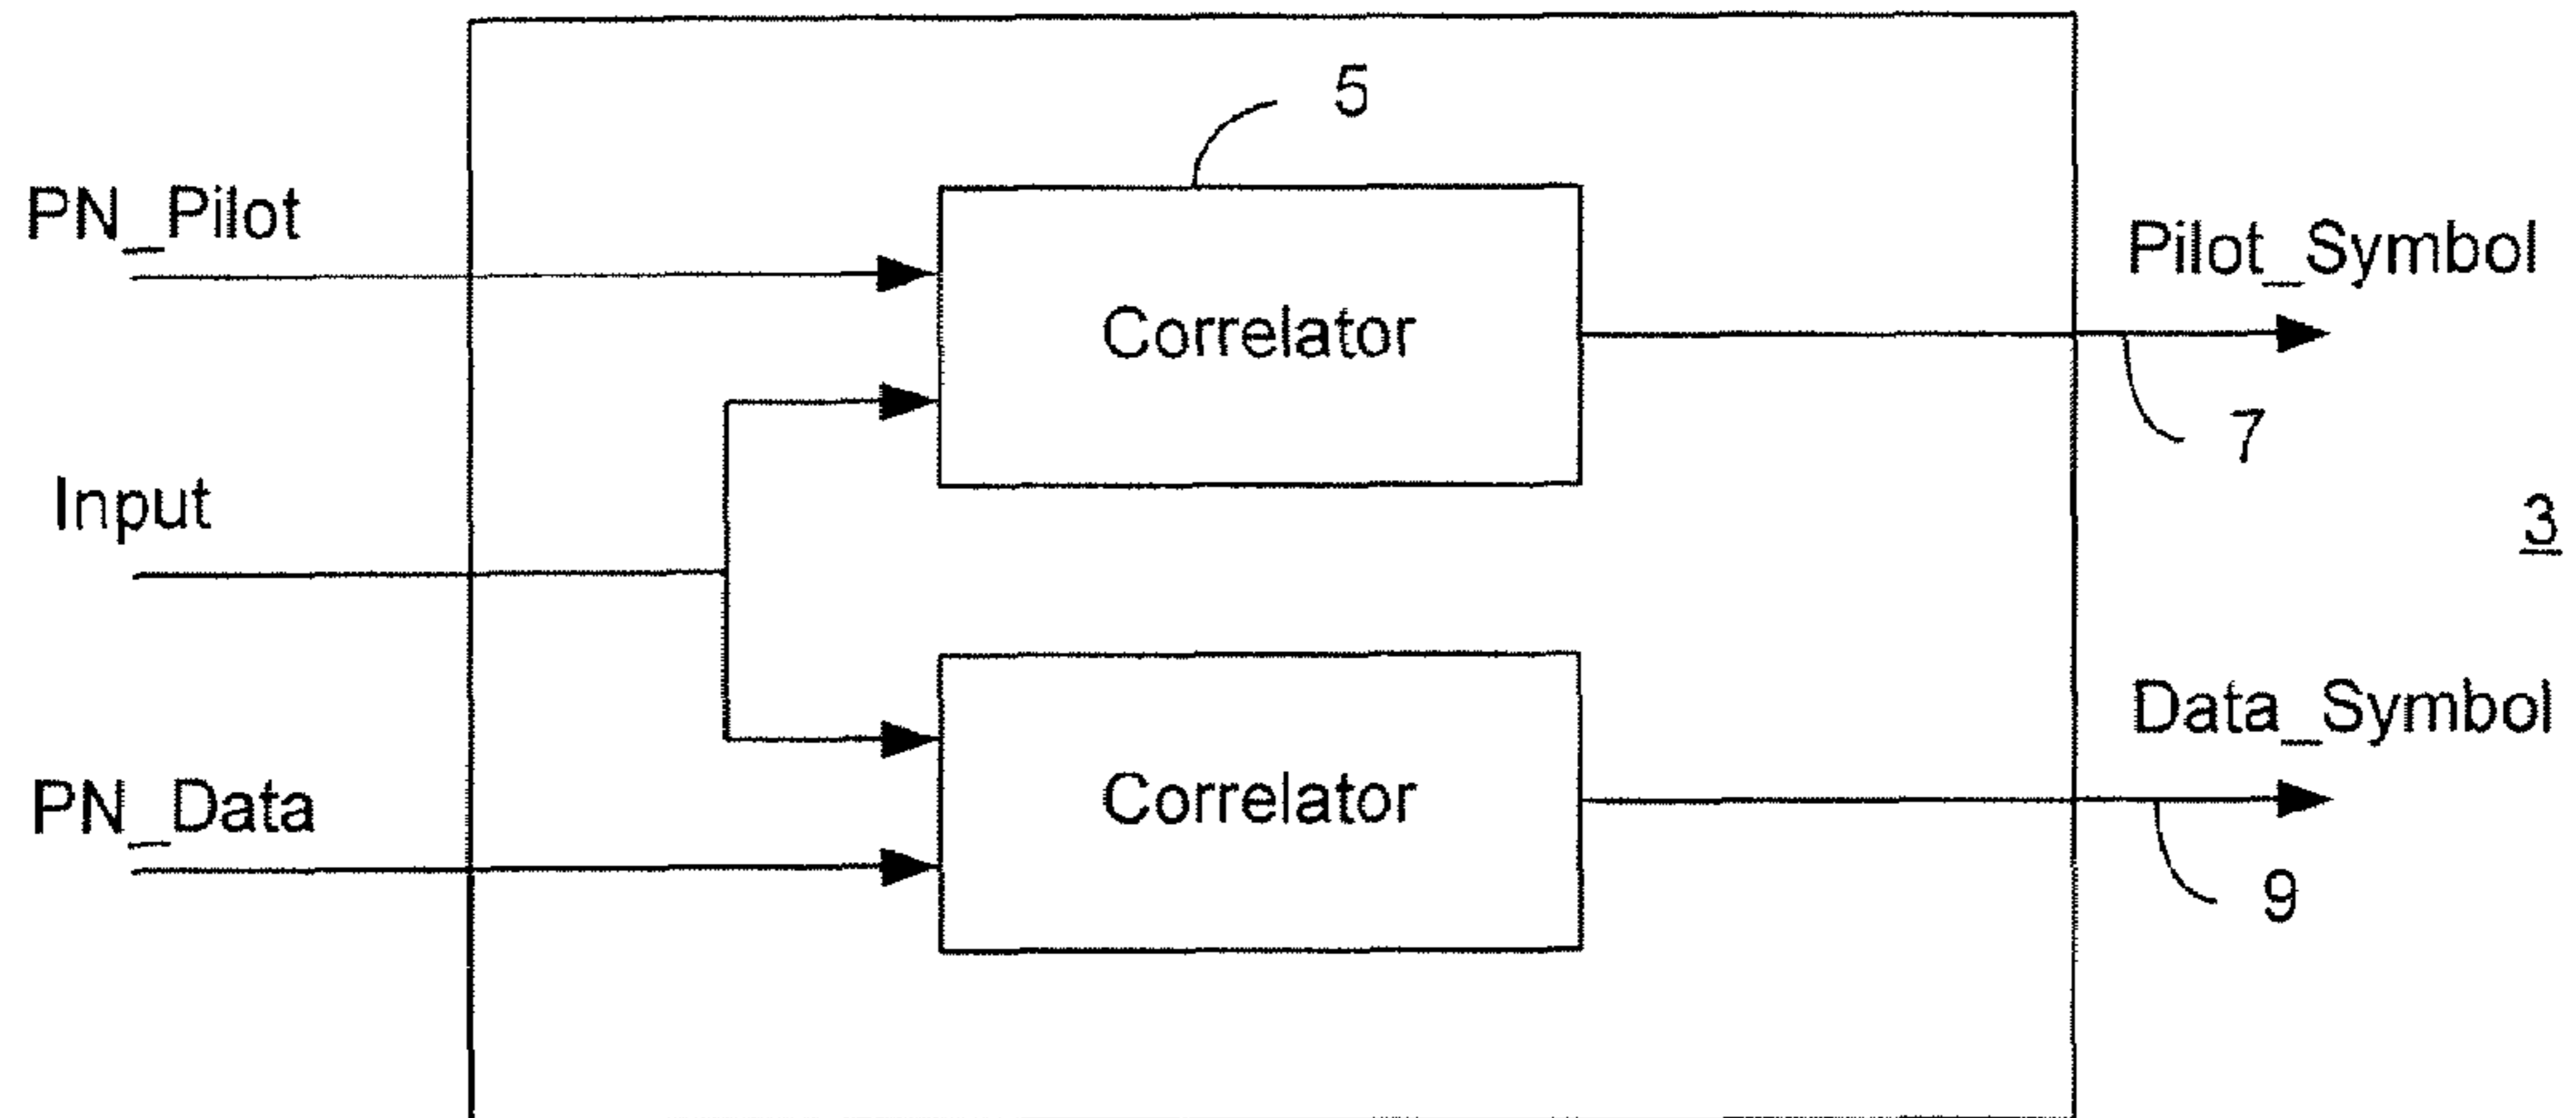 5
PN_Pilot
Pilot_Symbol
Correlator
7
Input
3
Data_Symbol
PN_Data
Correlator
9